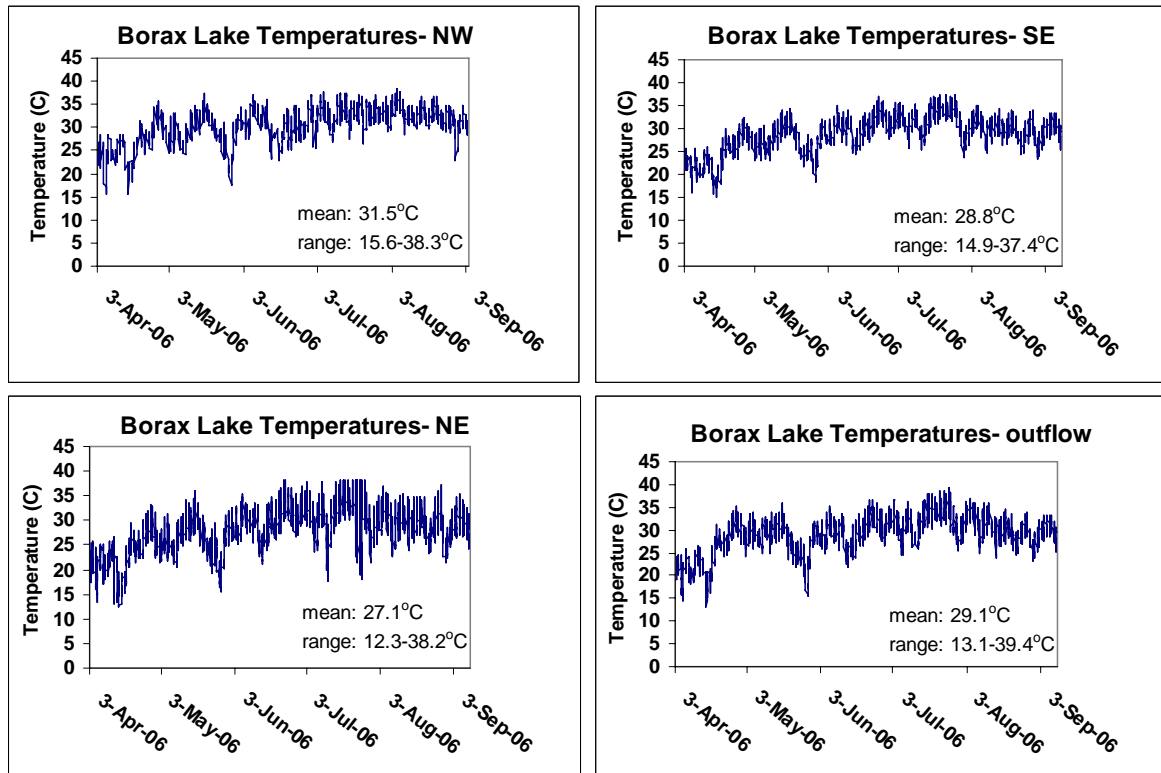 Borax Lake Temperatures- NW
Temperature (C)
45
40
35
30
25
20
15
10
5
0
mean: 31.5°C
range: 15.6-38.3°C
3-Apr-06
3-May-06
3-Jun-06
3-Jul-06
3-Aug-06
3-Sep-06
Borax Lake Temperatures- SE
Temperature (C)
45
40
35
30
25
20
15
10
5
0
mean: 28.8°C
range: 14.9-37.4°C
3-Apr-06
3-May-06
3-Jun-06
3-Jul-06
3-Aug-06
3-Sep-06
Borax Lake Temperatures- NE
Temperature (C)
45
40
35
30
25
20
15
10
5
0
mean: 27.1°C
range: 12.3-38.2°C
3-Apr-06
3-May-06
3-Jun-06
3-Jul-06
3-Aug-06
3-Sep-06
Borax Lake Temperatures- outflow
Temperature (C)
45
40
35
30
25
20
15
10
5
0
mean: 29.1°C
range: 13.1-39.4°C
3-Apr-06
3-May-06
3-Jun-06
3-Jul-06
3-Aug-06
3-Sep-06